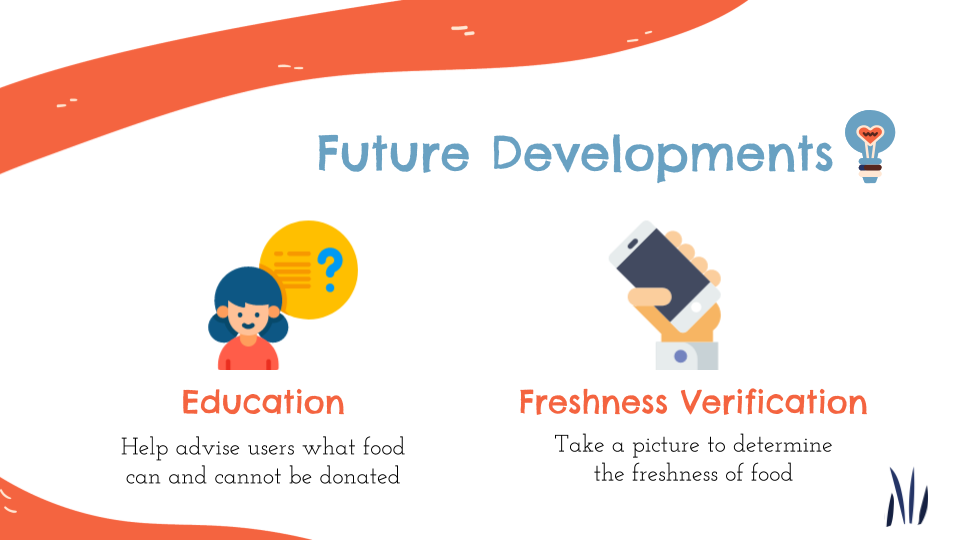 Future Developments
?
Education
Help advise users what food
can and cannot be donated
Freshness Verification
Take a picture to determine
the freshness of food